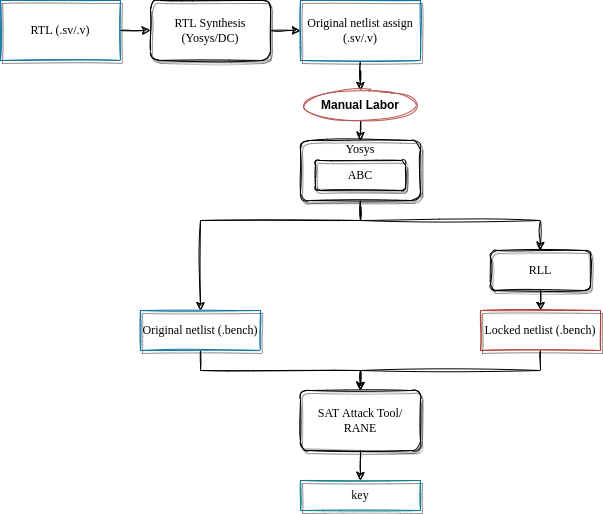 RTL (.sv/.v)
RTL Synthesis
(Yosys/DC)
Original netlist assign
(.sv/.v)
Manual Labor
Yosys
ABC
RLL
Original netlist (.bench)
Locked netlist (.bench)
SAT Attack Tool/
RANE
key